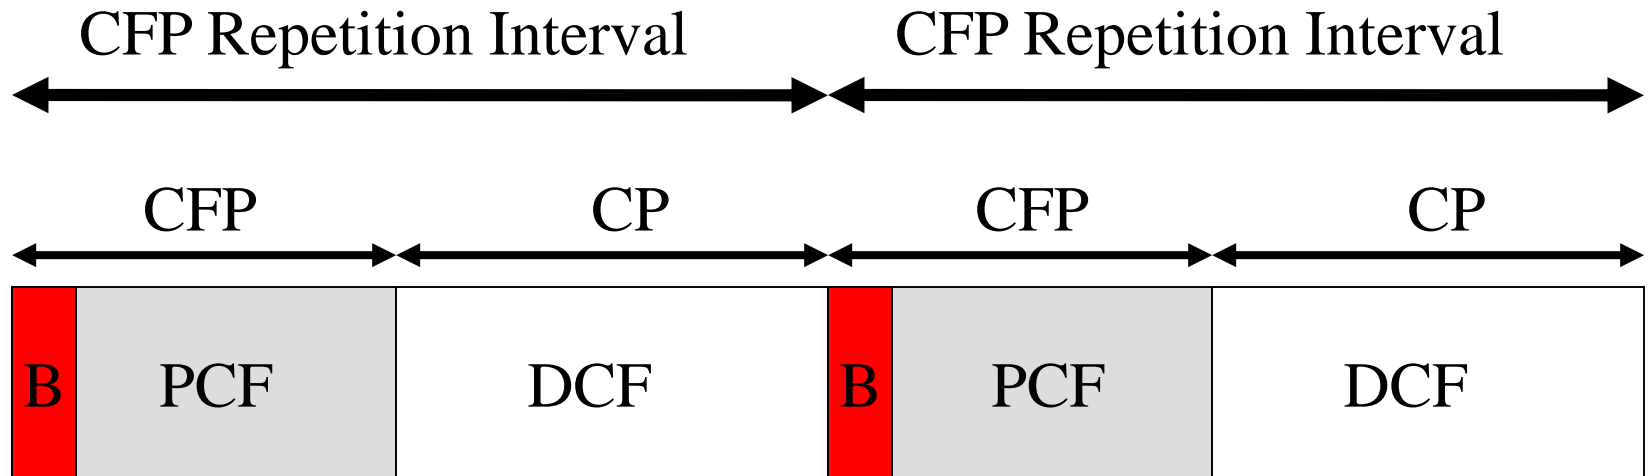 CFP Repetition Interval CFP Repetition Interval
CFP CP CFP CP
B PCF DCF B PCF DCF